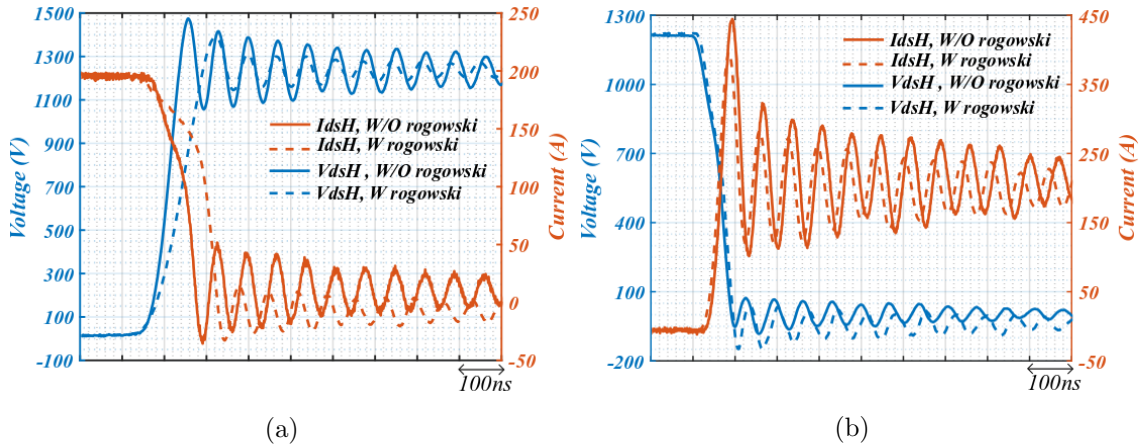 1500
1300
1100
900
700
500
300
100
-100
Voltage (V)
250
200
150
100
50
0
-50
Current (A)
IdsH, W/O rogowski
IdsH, W rogowski
VdsH , W/O rogowski
VdsH, W rogowski
100ns
(a)
1300
1000
700
400
100
-200
Voltage (V)
450
350
250
150
50
-50
Current (A)
IdsH, W/O rogowski
IdsH, W rogowski
VdsH , W/O rogowski
VdsH, W rogowski
100ns
(b)